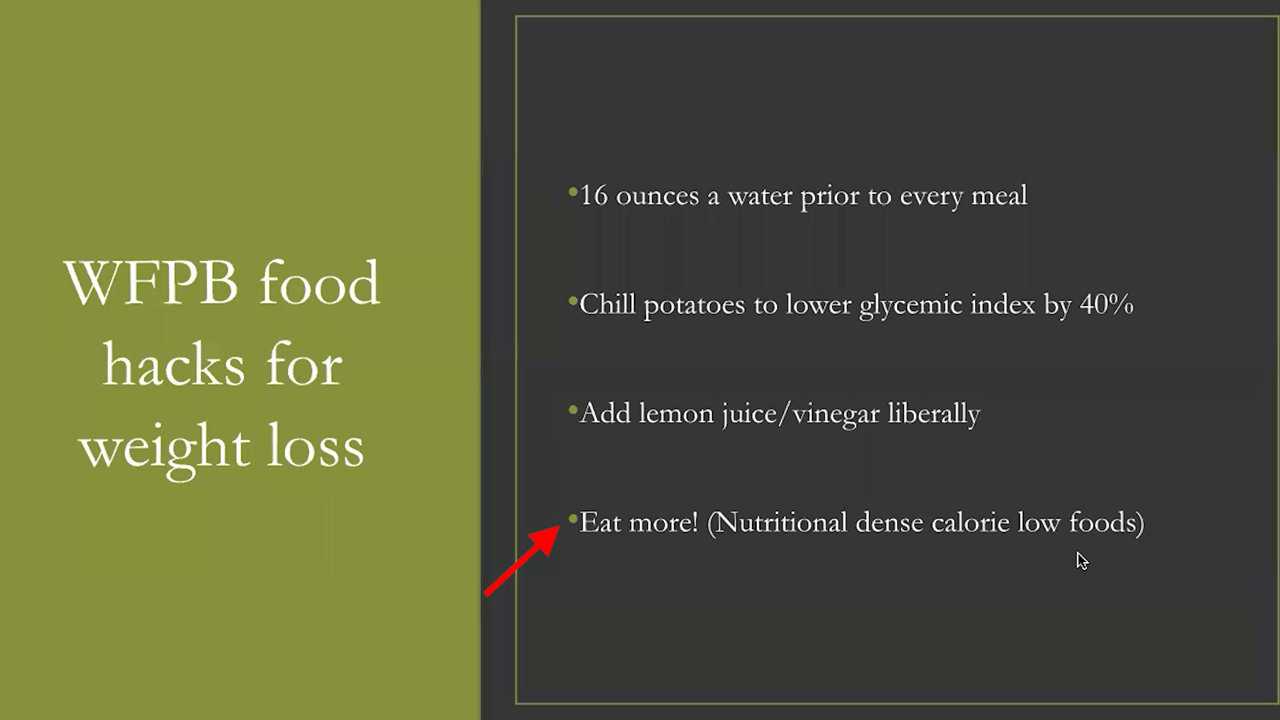 WFPB food
hacks for
weight loss
•16 ounces a water prior to every meal
•Chill potatoes to lower glycemic index by 40%
•Add lemon juice/vinegar liberally
•Eat more! (Nutritional dense calorie low foods)